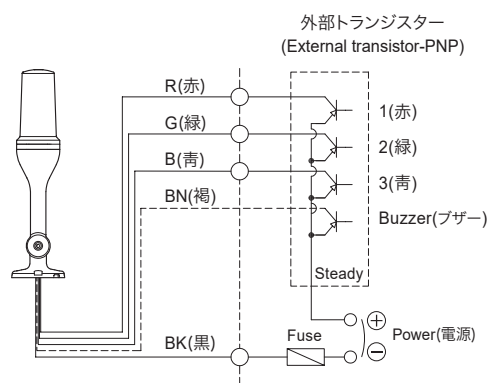 外部トランジスター
(External transistor-PNP)
R(赤)
1(赤)
G(緑)
2(緑)
B(青)
3(青)
BN(褐)
Buzzer(ブザー)
Steady
Fuse
Power(電源)
BK(黒)